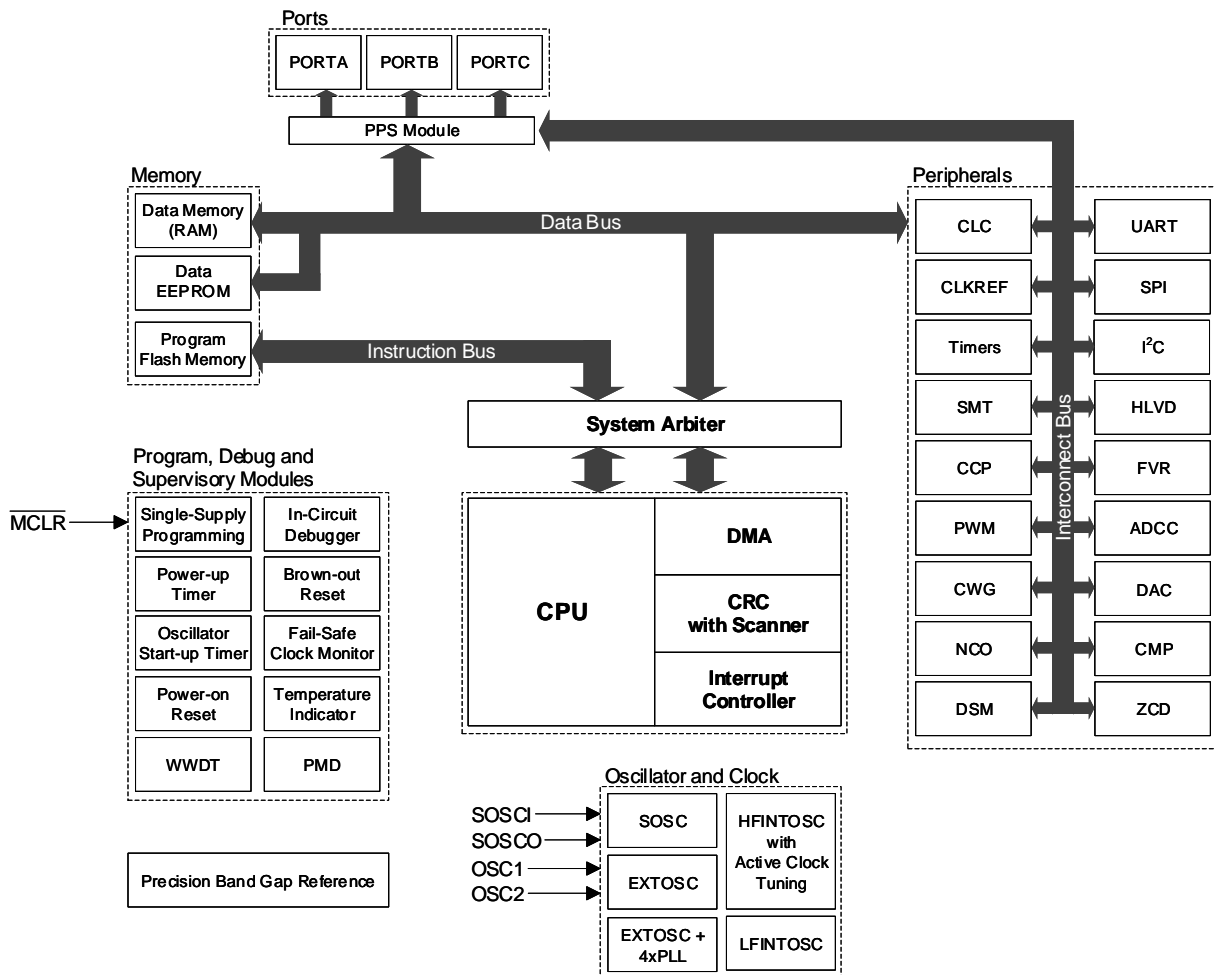 Ports
PORTA
PORTB
PORTC
PPS Module
Memory
Data Memory
(RAM)
Data
EEPROM
Program
Flash Memory
Data Bus
Instruction Bus
System Arbiter
CPU
DMA
CRC
with Scanner
Interrupt
Controller
Peripherals
CLC
UART
CLKREF
SPI
Timers
I²C
SMT
HLVD
CCP
FVR
PWM
ADCC
CWG
DAC
NCO
CMP
DSM
ZCD
Interconnect Bus
Program, Debug and
Supervisory Modules
MCLR
Single-Supply
Programming
In-Circuit
Debugger
Power-up
Timer
Brown-out
Reset
Oscillator
Start-up Timer
Fail-Safe
Clock Monitor
Power-on
Reset
Temperature
Indicator
WWDT
PMD
Precision Band Gap Reference
Oscillator and Clock
SOSCI
SOSCO
OSC1
OSC2
SOSC
EXTOSC
EXTOSC +
4xPLL
HFINTOSC
with
Active Clock
Tuning
LFINTOSC